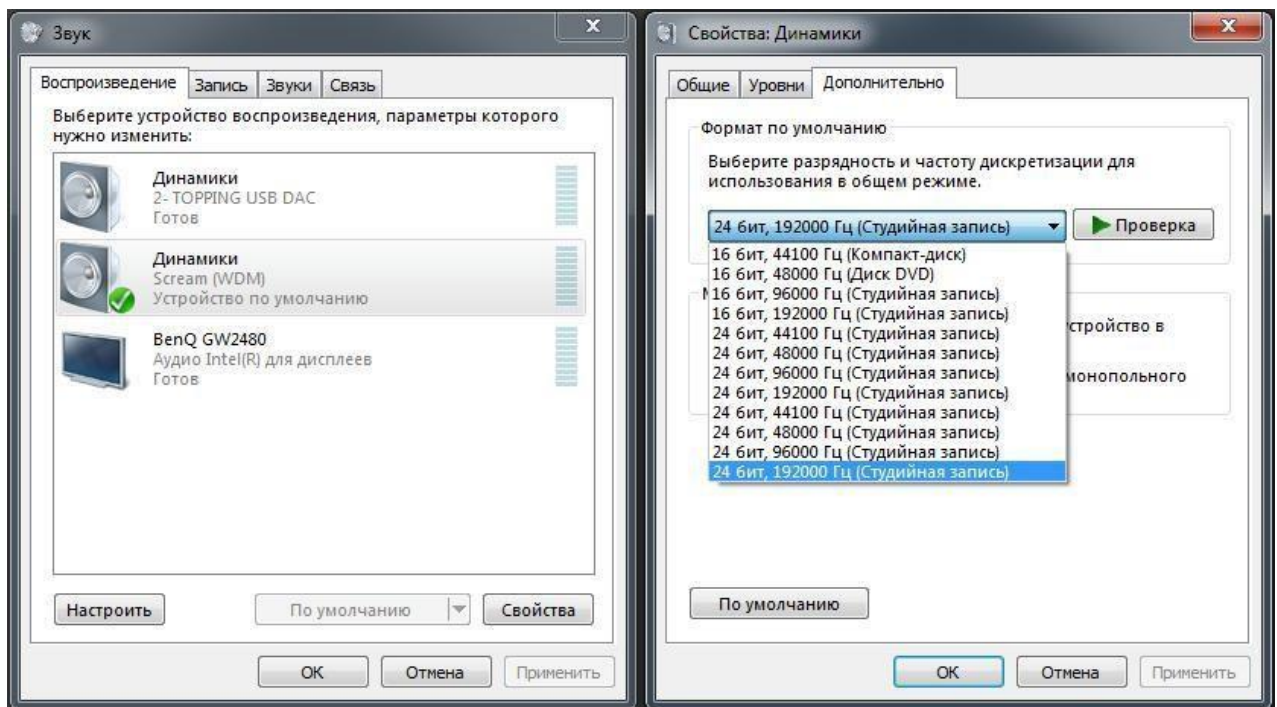 Звук
Воспроизведение
Запись
Звуки
Связь
Выберите устройство воспроизведения, параметры которого
нужно изменить:
Динамики
2- TOPPING USB DAC
Готов
Динамики
Scream (WDM)
Устройство по умолчанию
BenQ GW2480
Аудио Intel(R) для дисплеев
Готов
Настроить
По умолчанию
Свойства
ОК
Отмена
Применить
Свойства: Динамики
Общие
Уровни
Дополнительно
Формат по умолчанию
Выберите разрядность и частоту дискретизации для
использования в общем режиме.
24 бит, 192000 Гц (Студийная запись)
Проверка
16 бит, 44100 Гц (Компакт-диск)
16 бит, 48000 Гц (Диск DVD)
16 бит, 96000 Гц (Студийная запись)
16 бит, 192000 Гц (Студийная запись)
24 бит, 44100 Гц (Студийная запись)
24 бит, 48000 Гц (Студийная запись)
24 бит, 96000 Гц (Студийная запись)
24 бит, 192000 Гц (Студийная запись)
24 бит, 44100 Гц (Студийная запись)
24 бит, 48000 Гц (Студийная запись)
24 бит, 96000 Гц (Студийная запись)
24 бит, 192000 Гц (Студийная запись)
в
монопольного
По умолчанию
ОК
Отмена
Применить